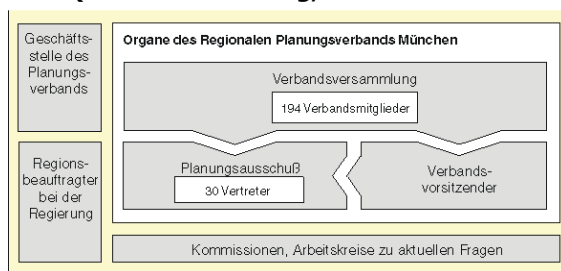 Geschäfts-
stelle des
Planungs-
verbands
Organe des Regionalen Planungsverbands München
Verbandsversammlung
194 Verbandsmitglieder
Regions-
beauftragter
bei der
Regierung
Planungsausschuß
30 Vertreter
Verbands-
vorsitzender
Kommissionen, Arbeitskreise zu aktuellen Fragen